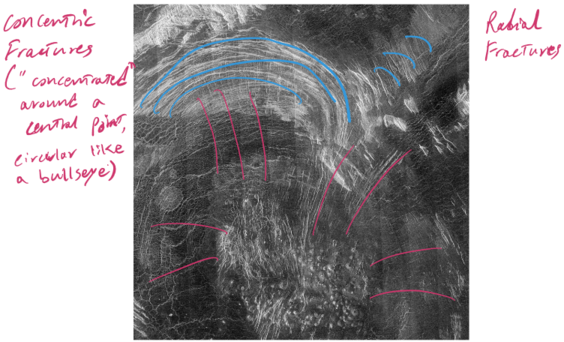 Concentric
Fractures
("concentrated"
around a
central point,
circular like
a bullseye)
Radial
Fractures